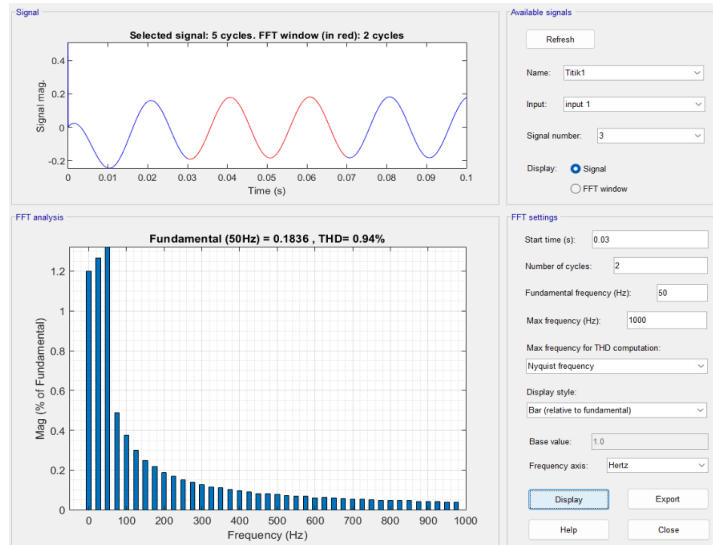 Signal
Selected signal: 5 cycles. FFT window (in red): 2 cycles
Signal mag.
0.4
0.2
0
-0.2
0 0.01 0.02 0.03 0.04 0.05 0.06 0.07 0.08 0.09 0.1
Time (s)
FFT analysis
Fundamental (50Hz) = 0.1836 , THD= 0.94%
Mag (% of Fundamental)
1.2
1
0.8
0.6
0.4
0.2
0
0 100 200 300 400 500 600 700 800 900 1000
Frequency (Hz)
Available signals
Refresh
Name: Titik1
Input: input 1
Signal number: 3
Display: Signal
FFT window
FFT settings
Start time (s): 0.03
Number of cycles: 2
Fundamental frequency (Hz): 50
Max frequency (Hz): 1000
Max frequency for THD computation:
Nyquist frequency
Display style:
Bar (relative to fundamental)
Base value: 1.0
Frequency axis: Hertz
Display Export
Help Close